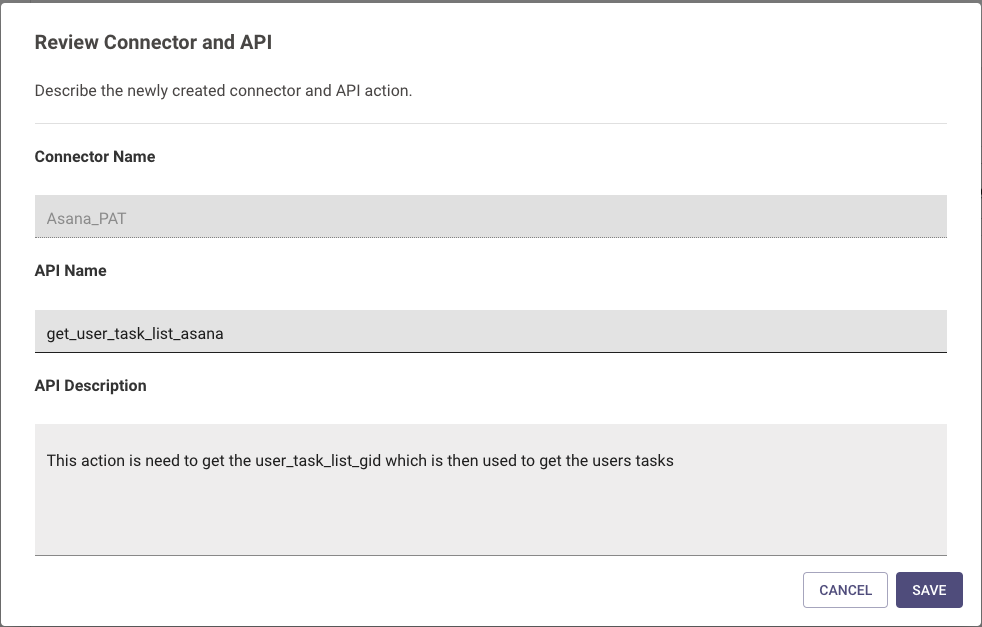 Review Connector and API
Describe the newly created connector and API action.
Connector Name
Asana_PAT
API Name
get_user_task_list_asana
API Description
This action is need to get the user_task_list_gid which is then used to get the users tasks
CANCEL
SAVE